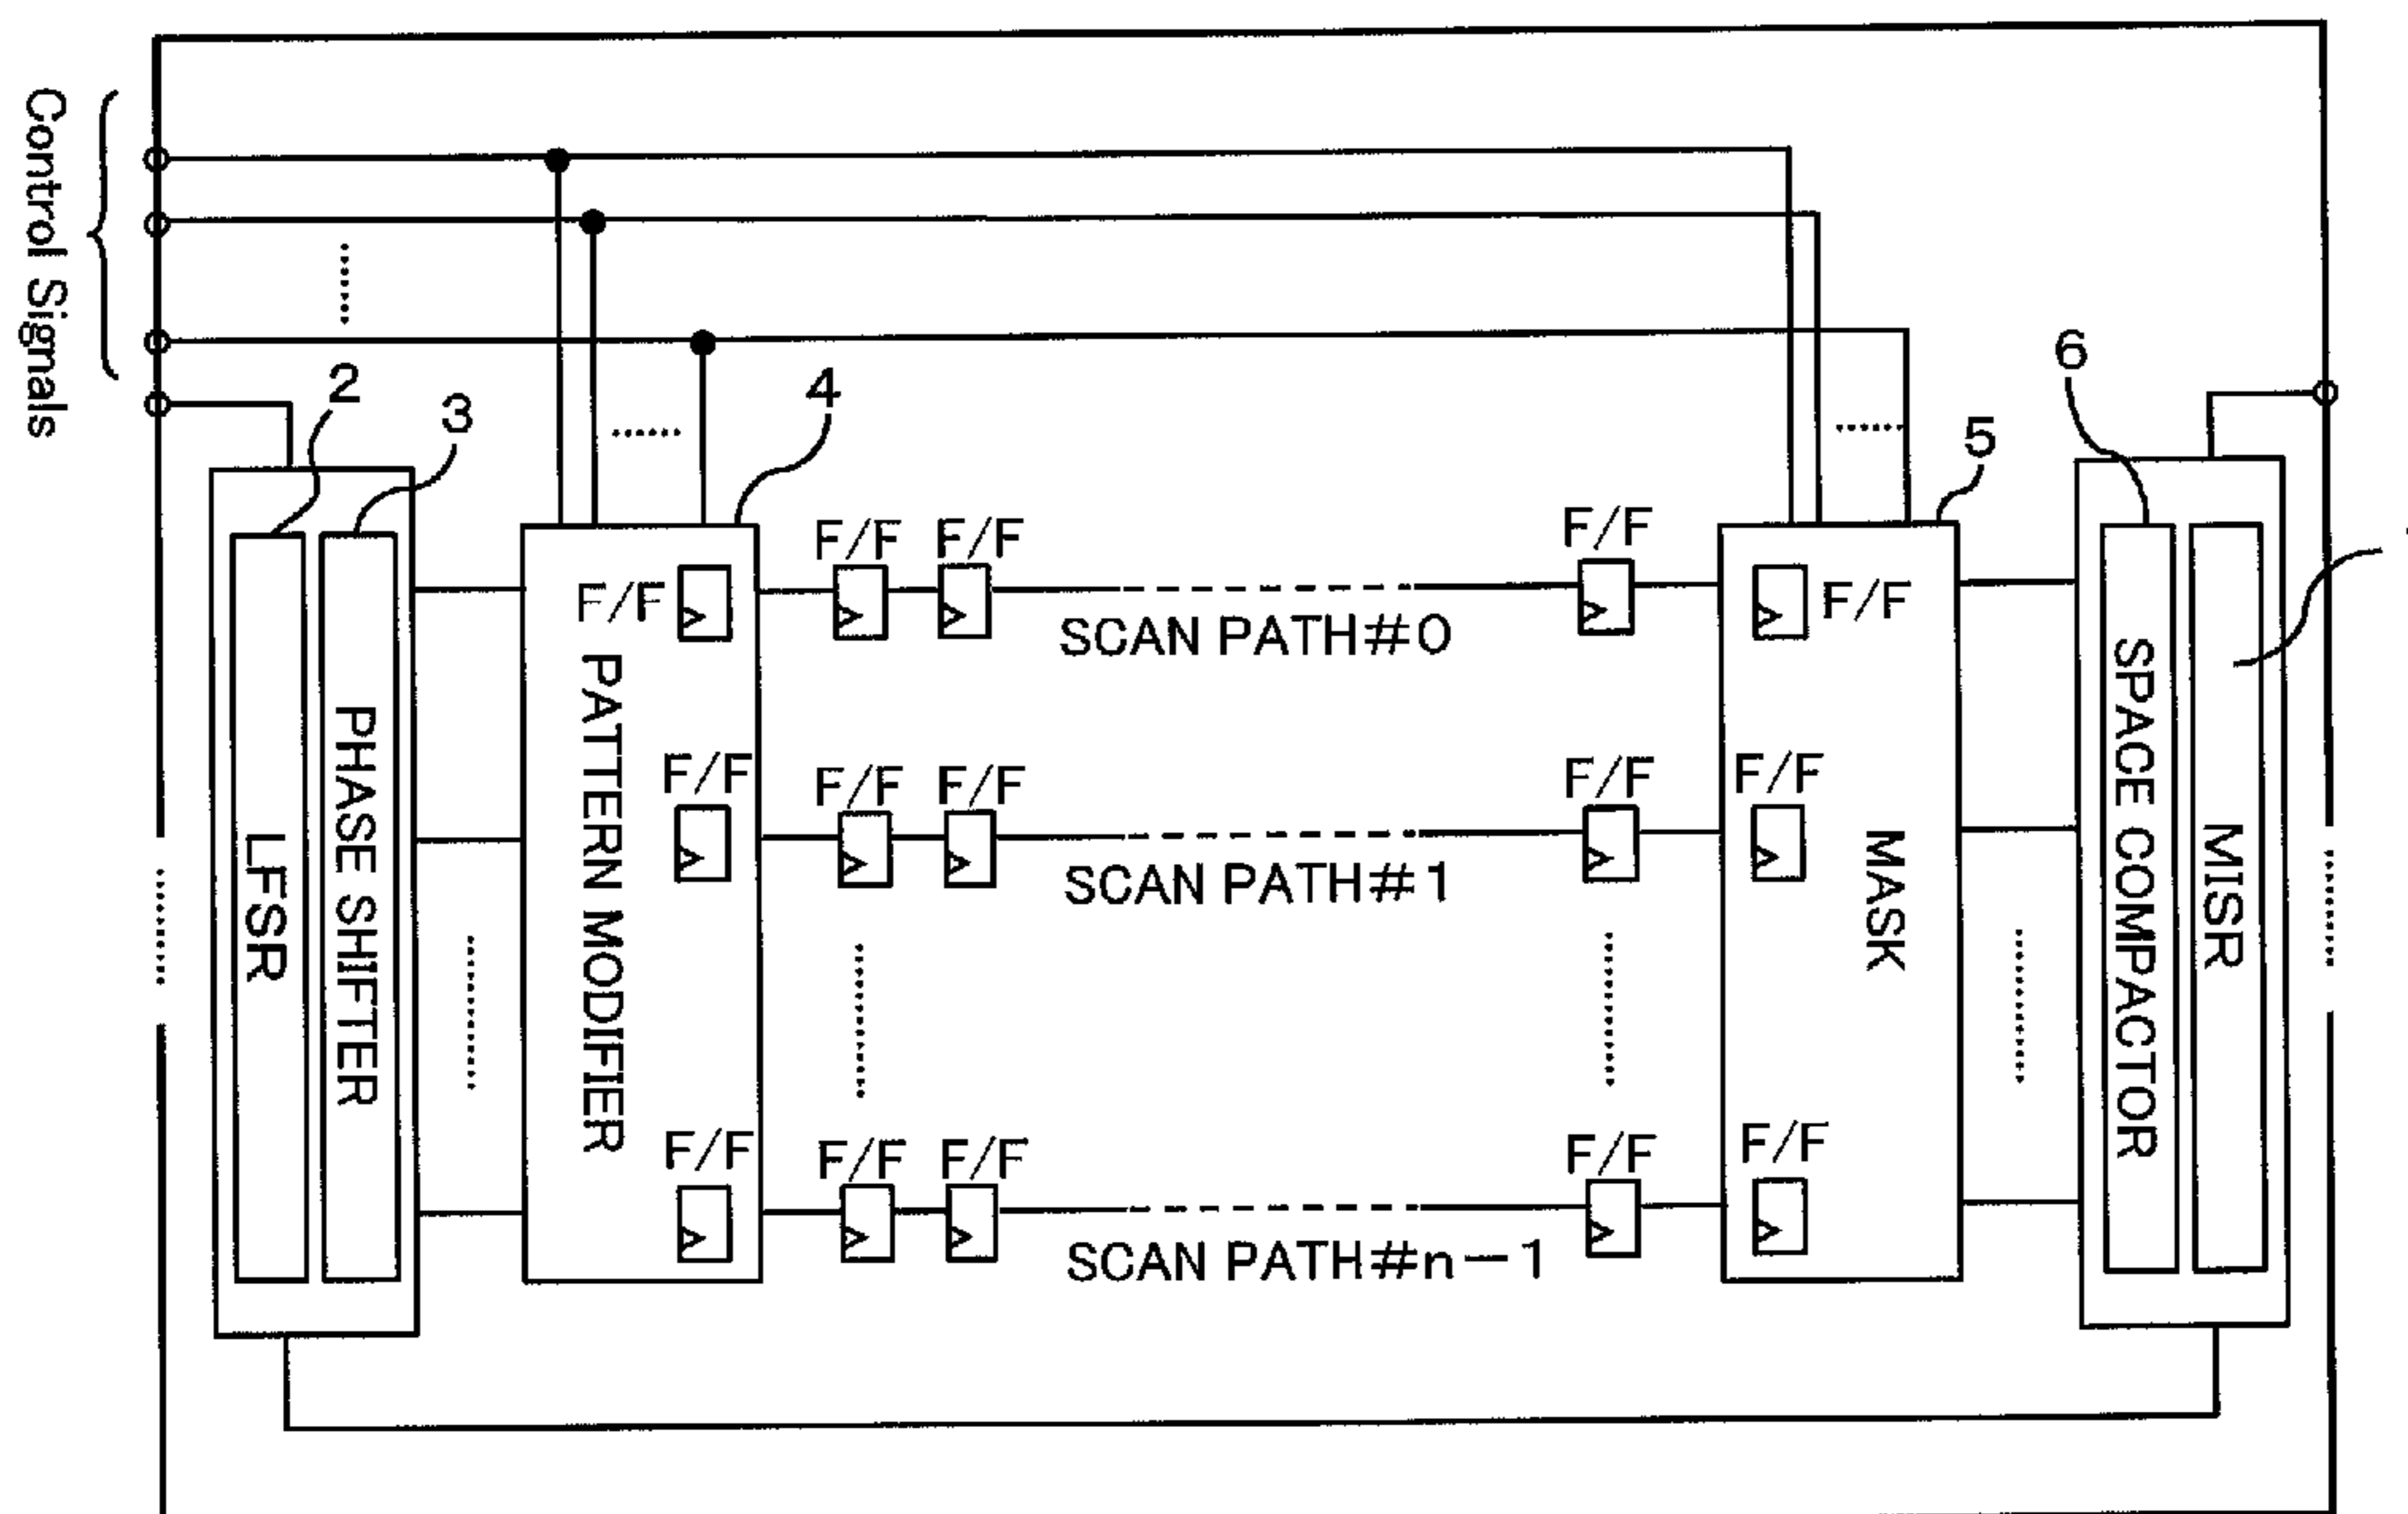 Control Signals
2
3
4
5
6
F/F
F/F
F/F
F/F
F/F
SCAN PATH#0
F/F
F/F
F/F
F/F
F/F
SCAN PATH#1
F/F
F/F
F/F
F/F
F/F
SCAN PATH#n-1
LFSR
PHASE SHIFTER
PATTERN MODIFIER
MASK
SPACE COMPACTOR
MISR